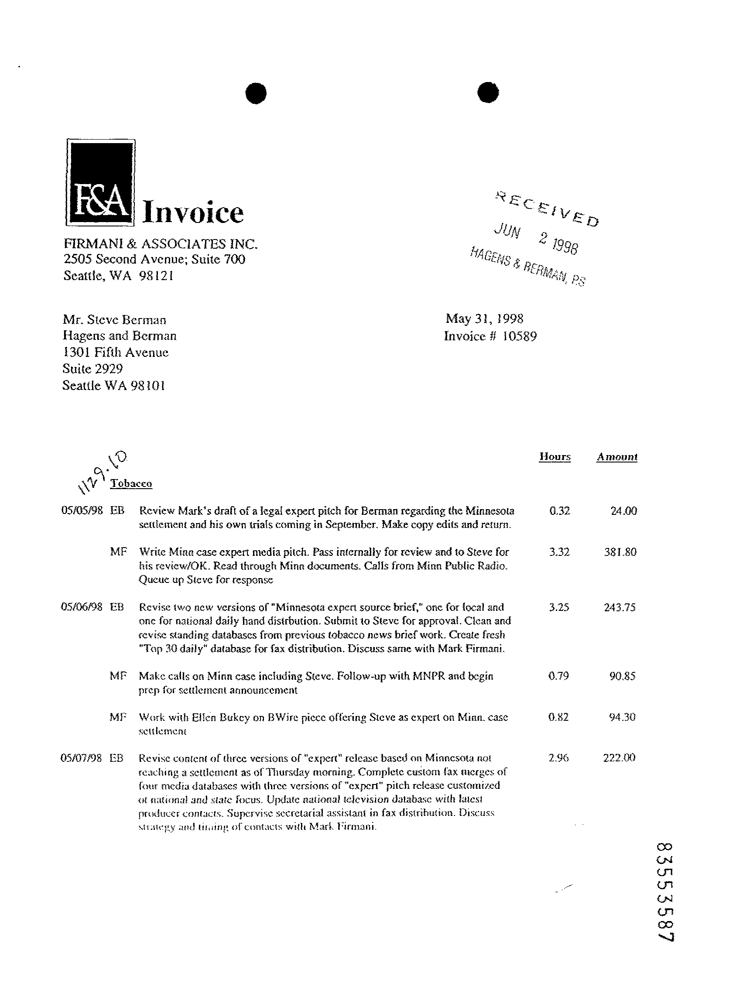 F&A Invoice
RECEIVED
JUN 2 1998
HAGENS & BERMAN, P.S
FIRMANI & ASSOCIATES INC.
2505 Second Avenue; Suite 700
Seattle, WA 98121
Mr. Steve Berman
Hagens and Berman
1301 Fifth Avenue
Suite 2929
Seattle WA 98101
May 31, 1998
Invoice # 10589
Hours Amount
1129.10
Tobacco
05/05/98 EB Review Mark's draft of a legal expert pitch for Berman regarding the Minnesota 0.32 24.00
settlement and his own trials coming in September. Make copy edits and return.
MF Write Minn case expert media pitch. Pass internally for review and to Steve for 3.32 381.80
his review/OK. Read through Minn documents. Calls from Minn Public Radio.
Queue up Steve for response
05/06/98 EB Revise two new versions of "Minnesota expert source brief," one for local and 3.25 243.75
one for national daily hand distrbution. Submit to Steve for approval. Clean and
revise standing databases from previous tobacco news brief work. Create fresh
"Top 30 daily" database for fax distribution. Discuss same with Mark Firmani.
MF Make calls on Minn case including Steve. Follow-up with MNPR and begin 0.79 90.85
prep for settlement announcement
MF Work with Ellen Bukey on BWire piece offering Steve as expert on Minn. case 0.82 94.30
settlement
05/07/98 EB Revise content of three versions of "expert" release based on Minnesota not 2.96 222.00
reaching a settlement as of Thursday morning. Complete custom fax merges of
four media databases with three versions of "expert" pitch release customized
ot national and state focus. Update national television database with latest
producer contacts. Supervise secretarial assistant in fax distribution. Discuss
strategy and timing of contacts with Mark Firmani.
83553587